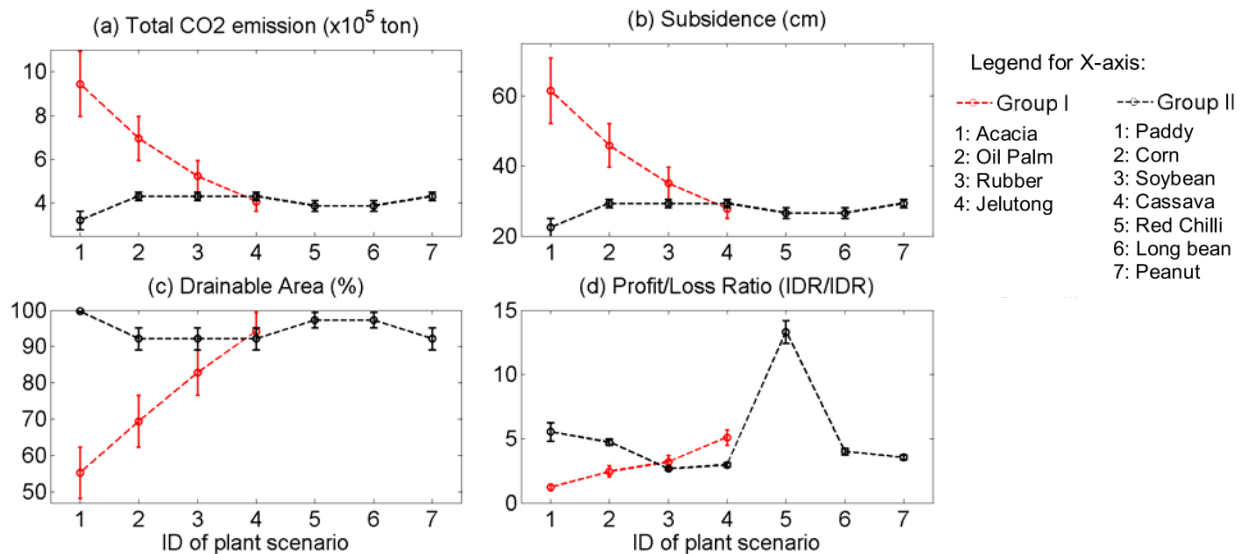 (a) Total CO2 emission (x10⁵ ton)
10
8
6
4
1 2 3 4 5 6 7
(b) Subsidence (cm)
60
40
20
1 2 3 4 5 6 7
Legend for X-axis:
Group I
1: Acacia
2: Oil Palm
3: Rubber
4: Jelutong
Group II
1: Paddy
2: Corn
3: Soybean
4: Cassava
5: Red Chilli
6: Long bean
7: Peanut
(c) Drainable Area (%)
100
90
80
70
60
50
1 2 3 4 5 6 7
ID of plant scenario
(d) Profit/Loss Ratio (IDR/IDR)
15
10
5
0
1 2 3 4 5 6 7
ID of plant scenario